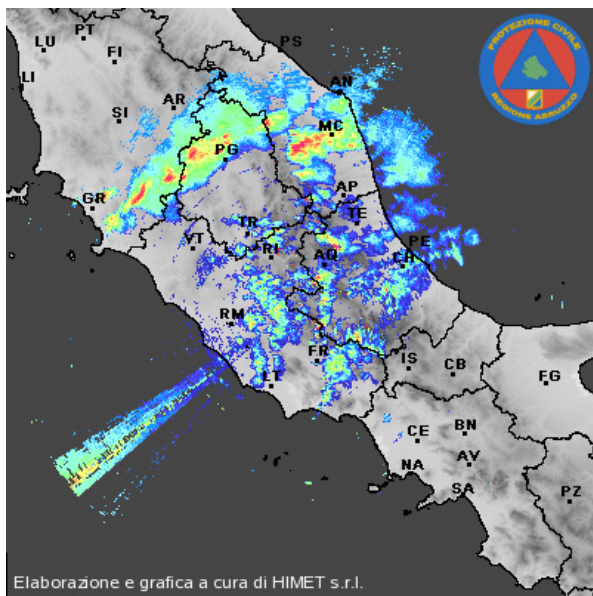 PT
LU
FI
PS
LI
AR
AN
SI
MC
PG
GR
AP
TE
TR
VT
RI
AQ
PE
CH
RM
FR
IS
CB
FG
LT
CE
BN
NA
AV
SA
PZ
PROTEZIONE CIVILE
REGIONE ABRUZZO
Elaborazione e grafica a cura di HIMET s.r.l.